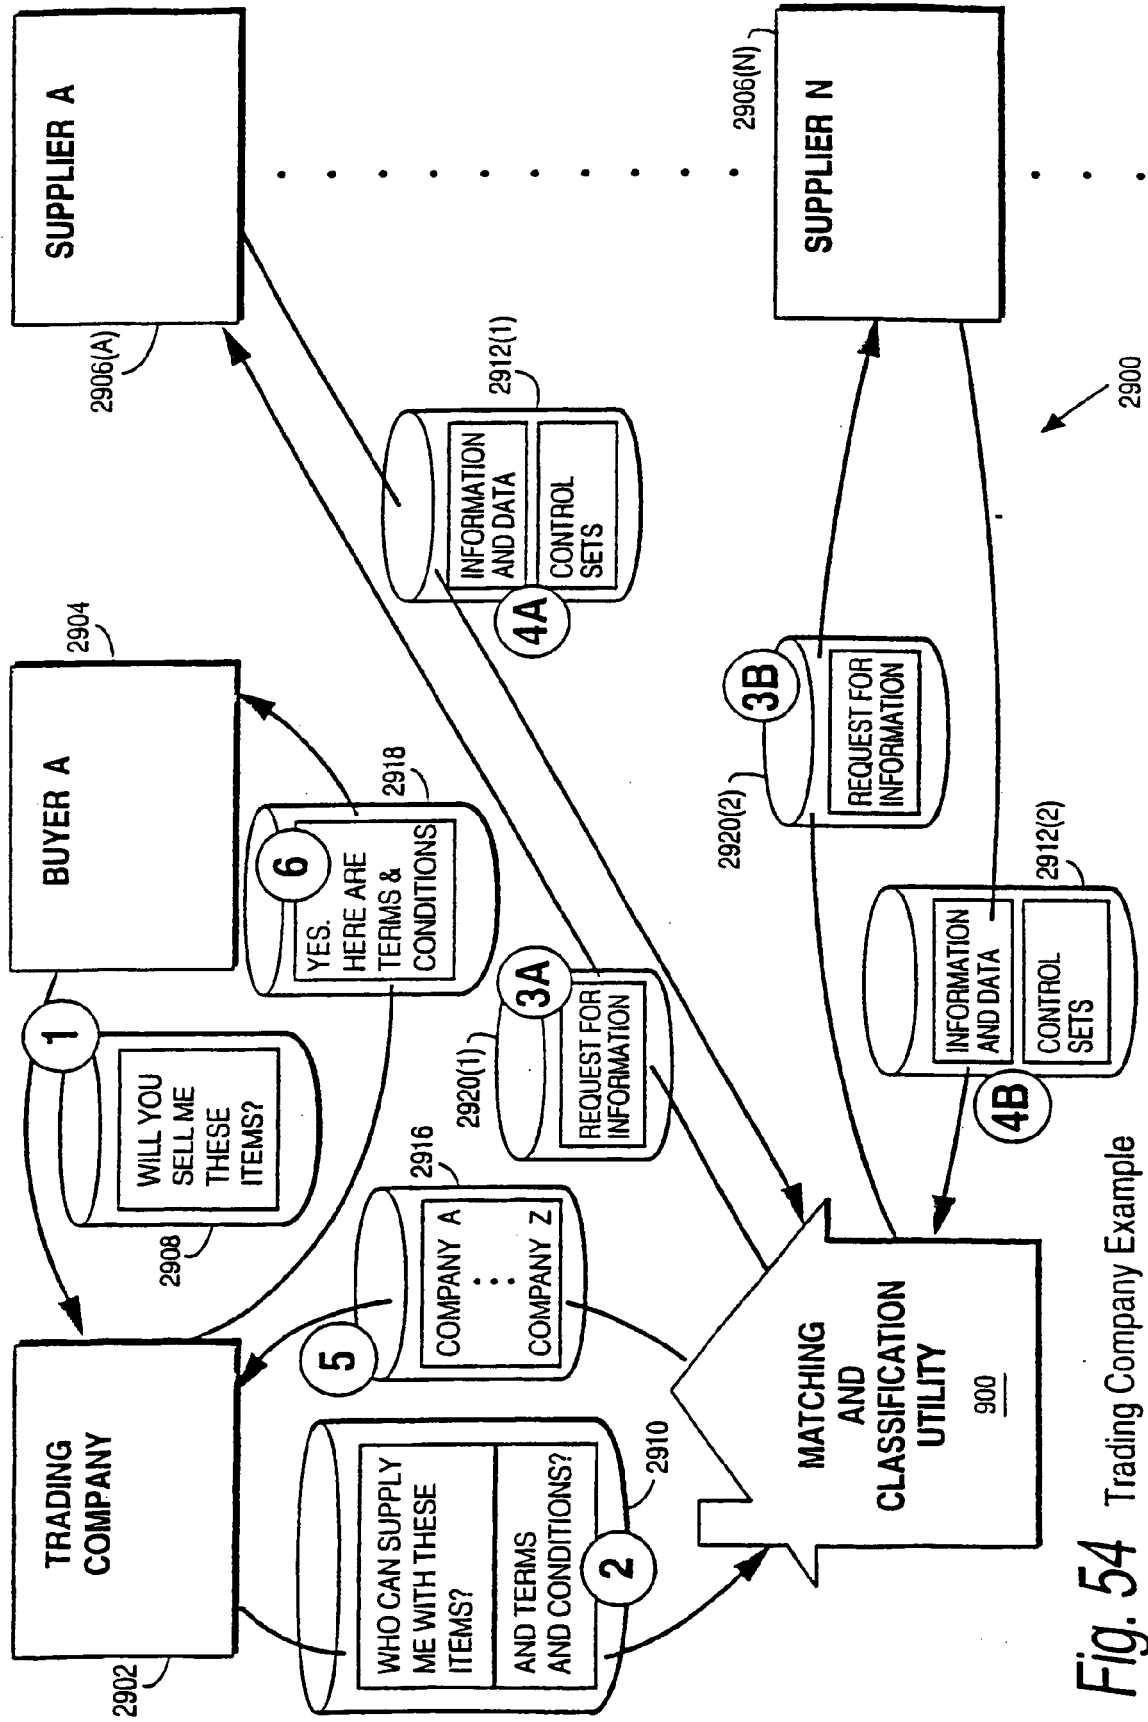 TRADING
COMPANY
2902
BUYER A
2904
SUPPLIER A
2906(A)
1
WILL YOU
SELL ME
THESE
ITEMS?
2908
6
YES.
HERE ARE
TERMS &
CONDITIONS
2918
WHO CAN SUPPLY
ME WITH THESE
ITEMS?
AND TERMS
AND CONDITIONS?
2
2910
5
COMPANY A
COMPANY Z
2916
2920(1)
3A
REQUEST FOR
INFORMATION
2912(1)
INFORMATION
AND DATA
CONTROL
SETS
4A
MATCHING
AND
CLASSIFICATION
UTILITY
900
2920(2)
3B
REQUEST FOR
INFORMATION
2912(2)
INFORMATION
AND DATA
CONTROL
SETS
4B
SUPPLIER N
2906(N)
2900
Fig. 54 Trading Company Example